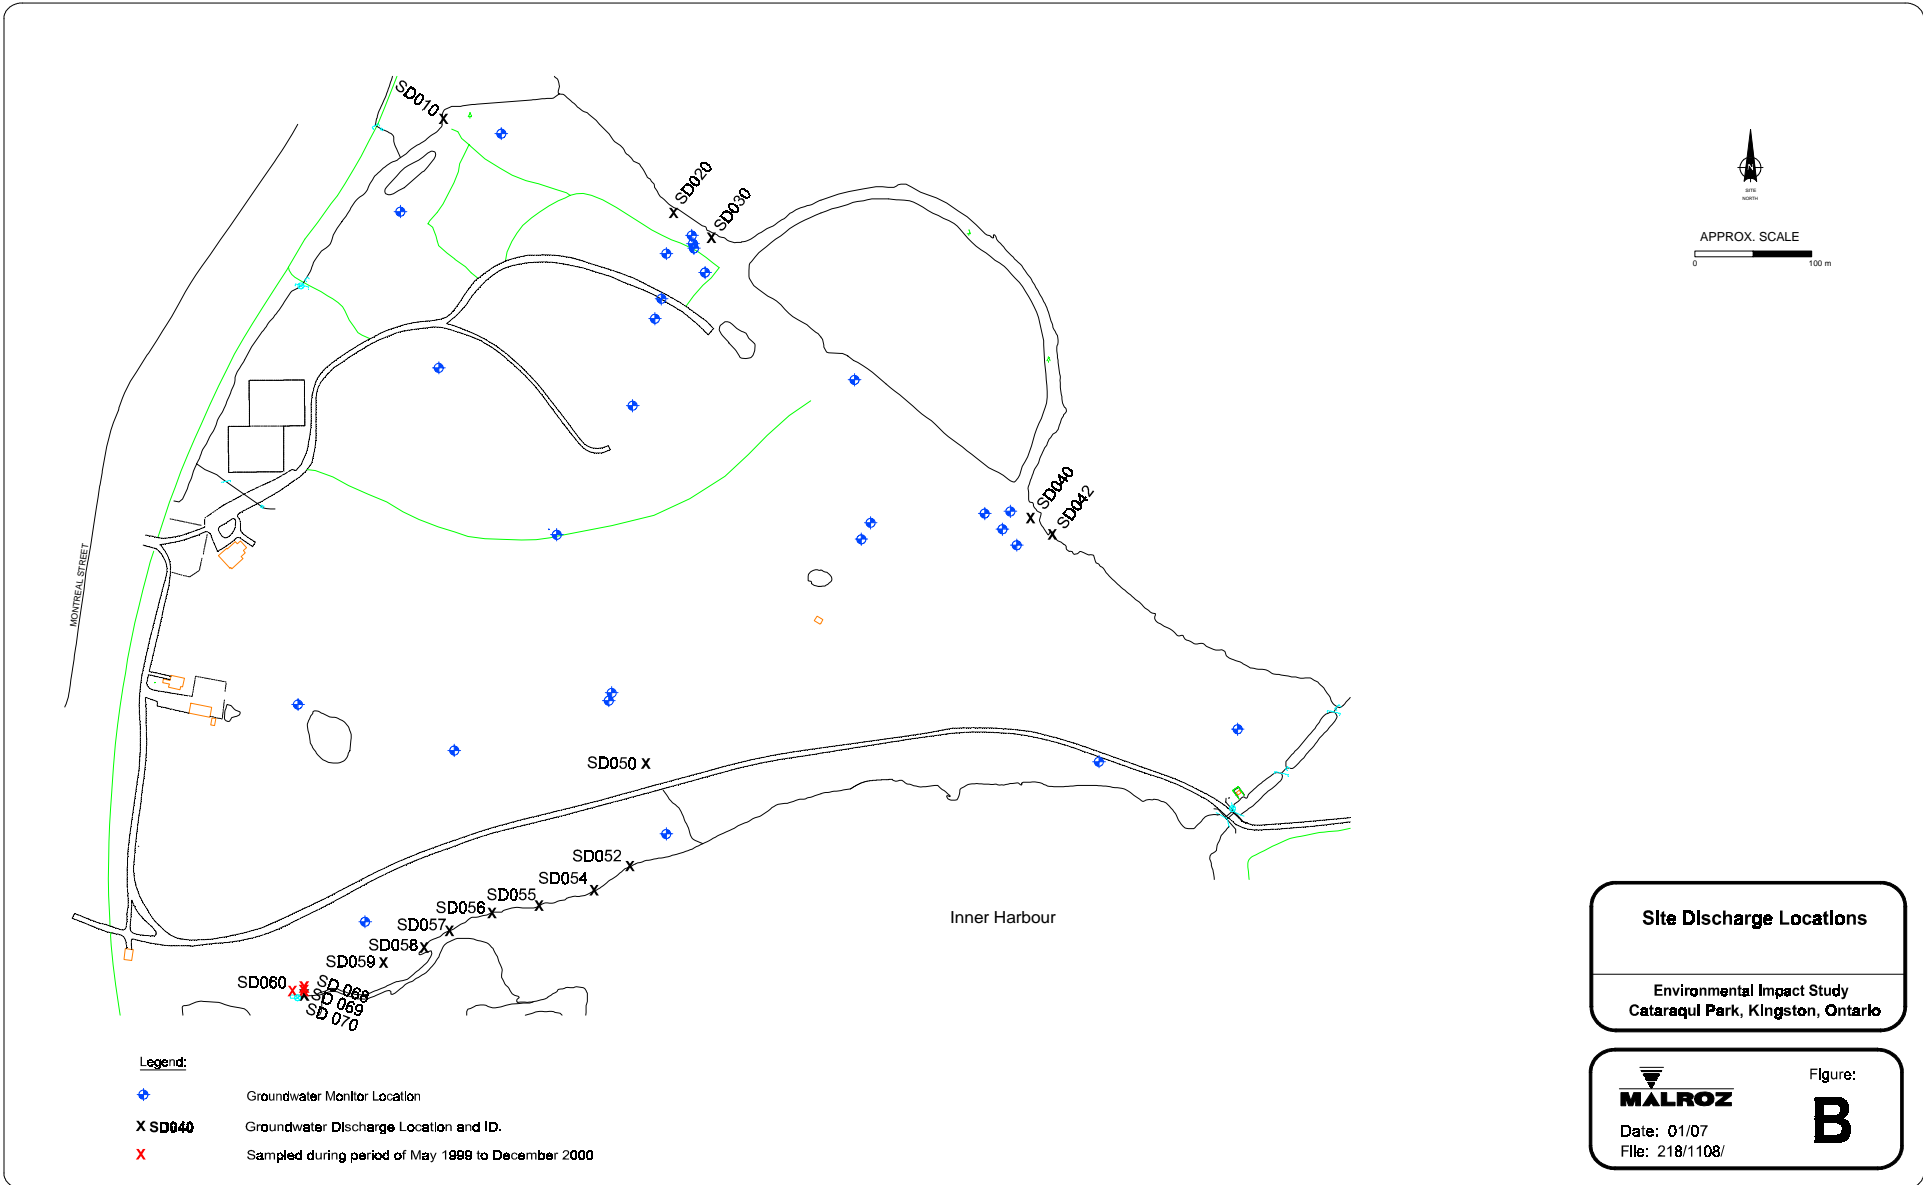 SD010
SD020
SD030
SITE
NORTH
APPROX. SCALE
0 100 m
SD040
SD042
MONTREAL STREET
SD050
SD052
SD054
SD055
SD056
SD057
SD058
SD059
SD060
SD 068
SD 069
SD 070
Inner Harbour
Legend:
Groundwater Monitor Location
X SD040 Groundwater Discharge Location and ID.
X Sampled during period of May 1999 to December 2000
Site Discharge Locations
Environmental Impact Study
Cataraqui Park, Kingston, Ontario
MALROZ
Date: 01/07
File: 218/1108/
Figure:
B